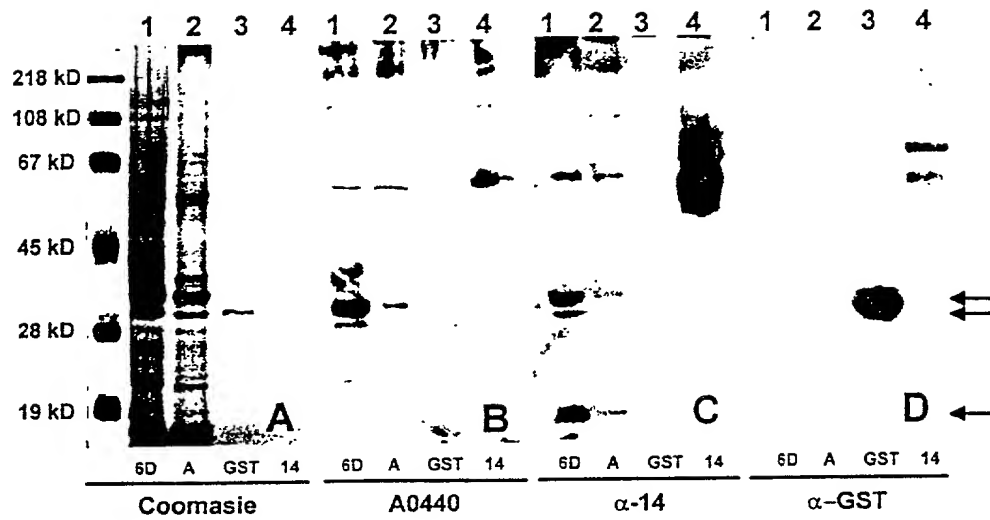 1 2 3 4 1 2 3 4 1 2 3 4 1 2 3 4
218 kD
108 kD
67 kD
45 kD
28 kD
19 kD
A B C D
6D A GST 14 6D A GST 14 6D A GST 14 6D A GST 14
Coomasie A0440 α-14 α-GST